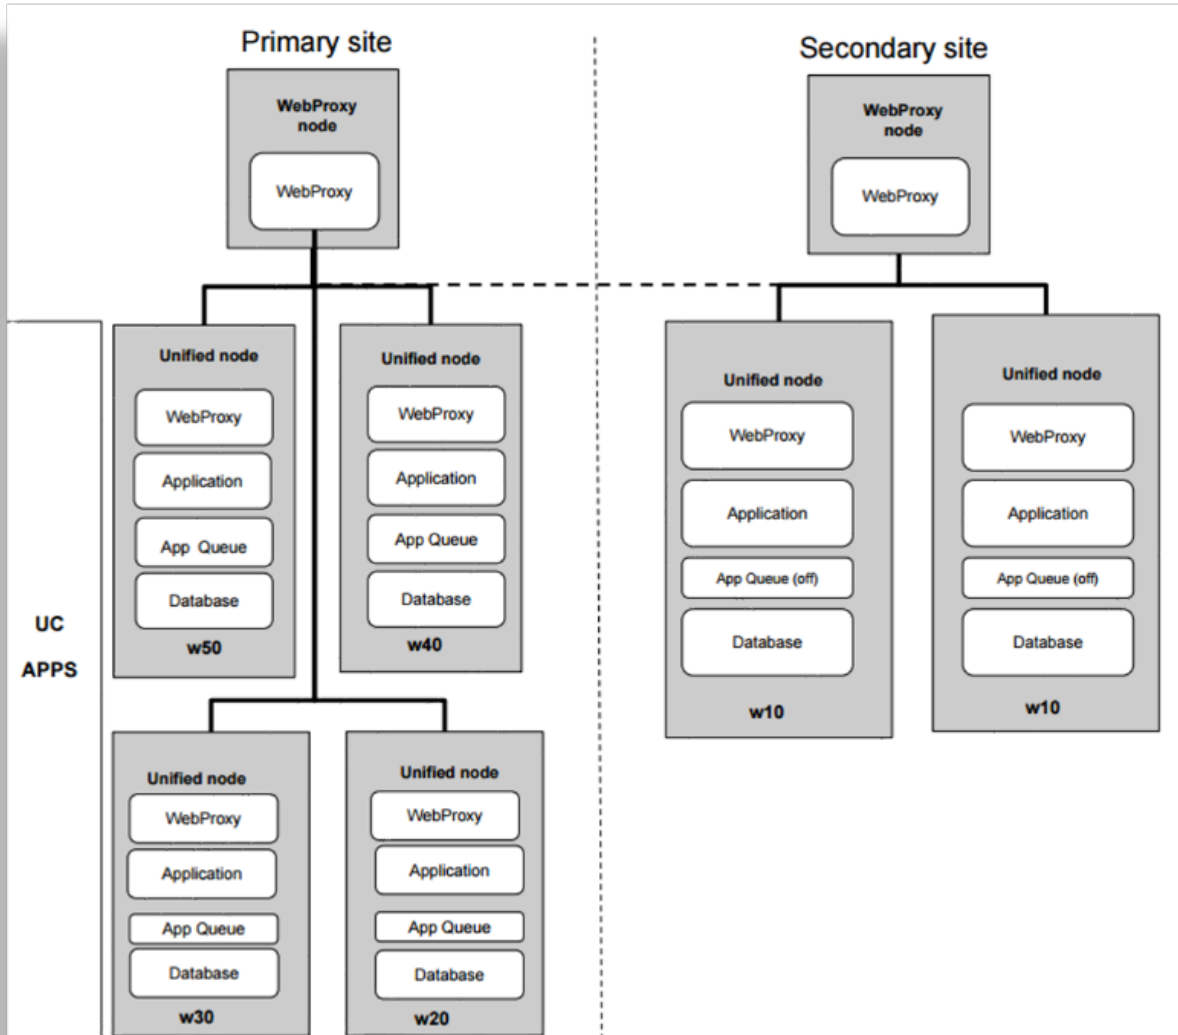 Primary site
WebProxy
node
WebProxy
Secondary site
WebProxy
node
WebProxy
UC
APPS
Unified node
WebProxy
Application
App Queue
Database
w50
Unified node
WebProxy
Application
App Queue
Database
w40
Unified node
WebProxy
Application
App Queue (off)
Database
w10
Unified node
WebProxy
Application
App Queue (off)
Database
w10
Unified node
WebProxy
Application
App Queue
Database
w30
Unified node
WebProxy
Application
App Queue
Database
w20